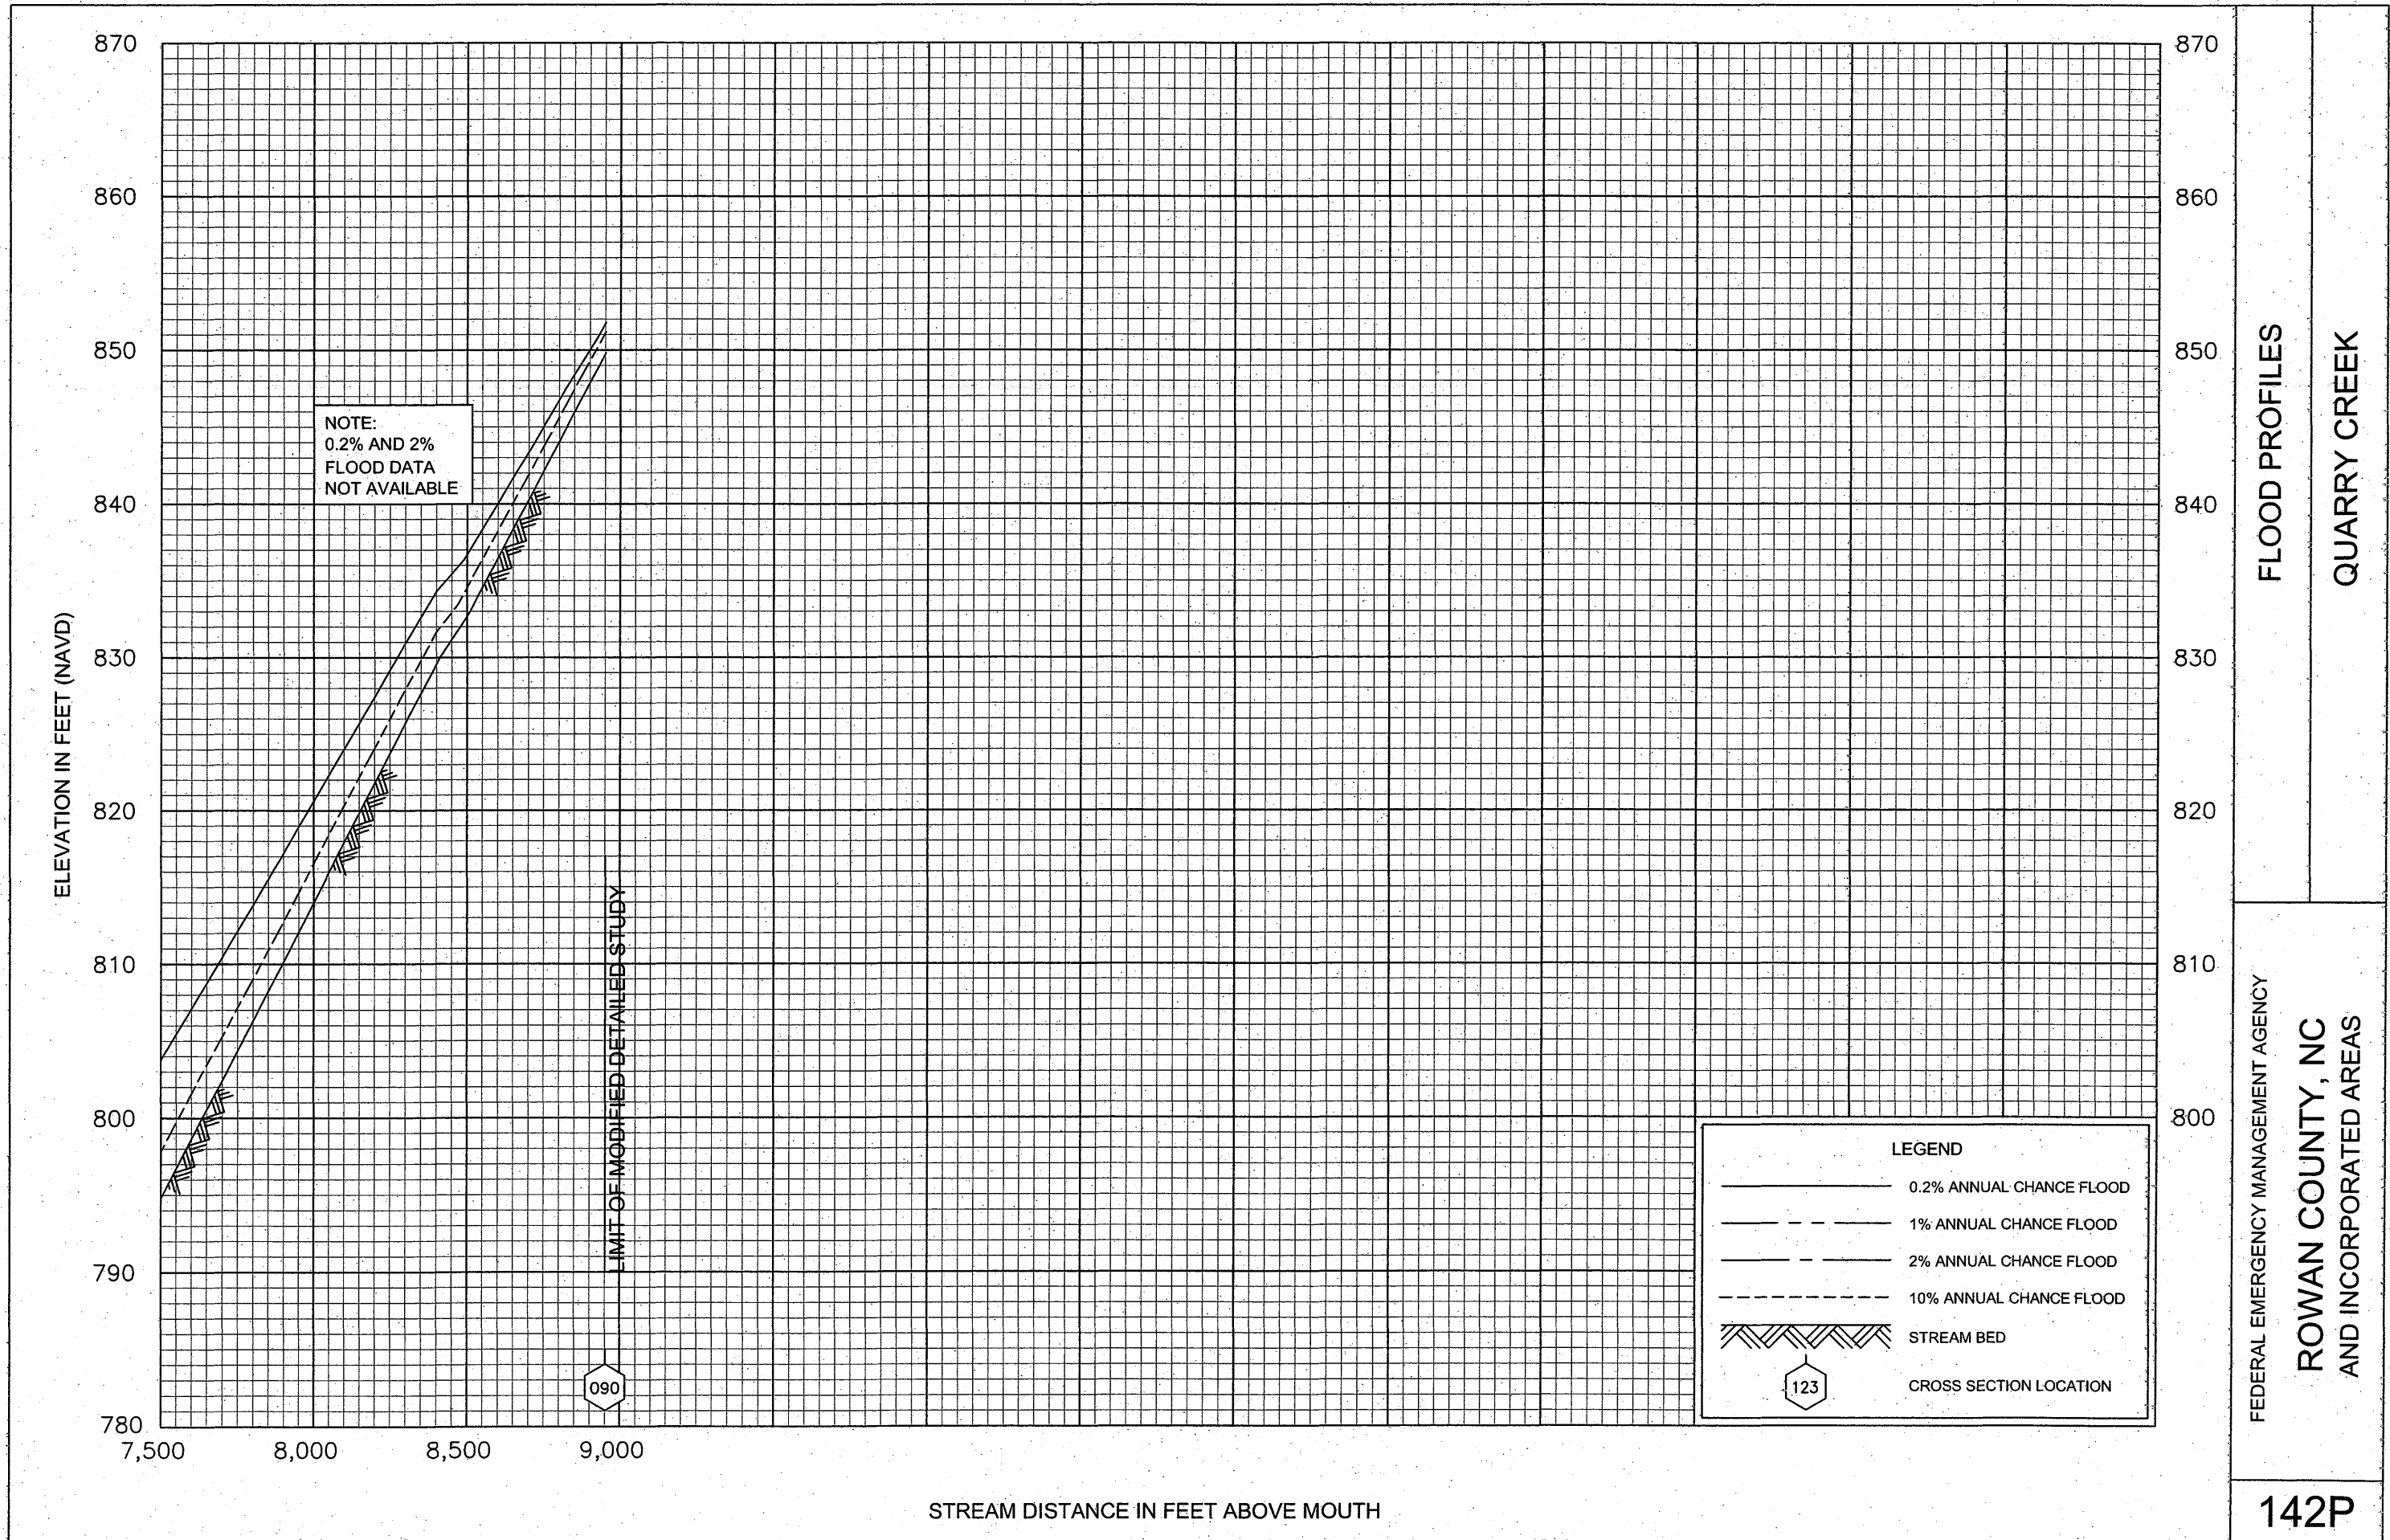 870
860
850
840
830
820
810
800
790
780
ELEVATION IN FEET (NAVD)
NOTE:
0.2% AND 2%
FLOOD DATA
NOT AVAILABLE
LIMIT OF MODIFIED DETAILED STUDY
090
7,500
8,000
8,500
9,000
STREAM DISTANCE IN FEET ABOVE MOUTH
870
860
850
840
830
820
810
800
LEGEND
0.2% ANNUAL CHANCE FLOOD
1% ANNUAL CHANCE FLOOD
2% ANNUAL CHANCE FLOOD
10% ANNUAL CHANCE FLOOD
STREAM BED
123
CROSS SECTION LOCATION
FLOOD PROFILES
QUARRY CREEK
FEDERAL EMERGENCY MANAGEMENT AGENCY
ROWAN COUNTY, NC
AND INCORPORATED AREAS
142P